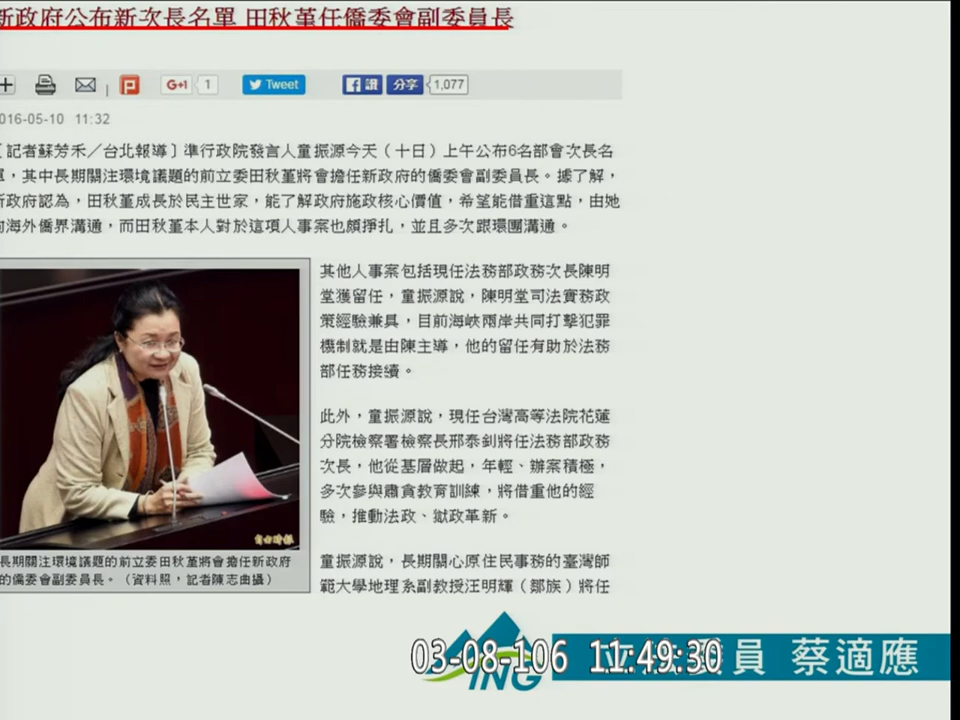 新政府公布新次長名單 田秋堇任僑委會副委員長
G+1 1 Tweet 讚 分享 1,077
016-05-10 11:32
〔記者蘇芳禾／台北報導〕準行政院發言人童振源今天（十日）上午公布6名部會次長名
單，其中長期關注環境議題的前立委田秋堇將會擔任新政府的僑委會副委員長。據了解，
新政府認為，田秋堇成長於民主世家，能了解政府施政核心價值，希望能借重這點，由她
向海外僑界溝通，而田秋堇本人對於這項人事案也頗掙扎，並且多次跟環團溝通。
其他人事案包括現任法務部政務次長陳明
堂獲留任，童振源說，陳明堂司法實務政
策經驗兼具，目前海峽兩岸共同打擊犯罪
機制就是由陳主導，他的留任有助於法務
部任務接續。
此外，童振源說，現任台灣高等法院花蓮
分院檢察署檢察長邢泰釗將任法務部政務
次長，他從基層做起，年輕、辦案積極，
多次參與肅貪教育訓練，將借重他的經
驗，推動法政、獄政革新。
童振源說，長期關心原住民事務的臺灣師
範大學地理系副教授汪明輝（鄒族）將任
自由時報
長期關注環境議題的前立委田秋堇將會擔任新政府
的僑委會副委員長。（資料照，記者陳志曲攝）
03-08-106 11:49:30
ING
立法委員 蔡適應